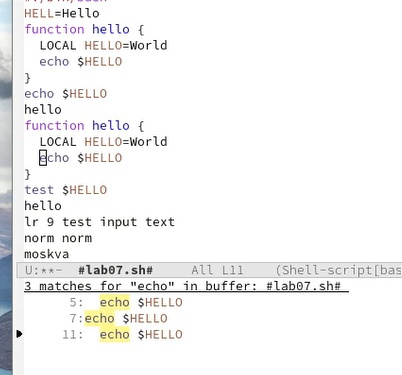 HELL=Hello
function hello {
LOCAL HELLO=World
echo $HELLO
}
echo $HELLO
hello
function hello {
LOCAL HELLO=World
echo $HELLO
}
test $HELLO
hello
lr 9 test input text
norm norm
moskva
U:**- #lab07.sh# All L11 (Shell-script[bas
3 matches for "echo" in buffer: #lab07.sh#
5: echo $HELLO
7:echo $HELLO
11: echo $HELLO